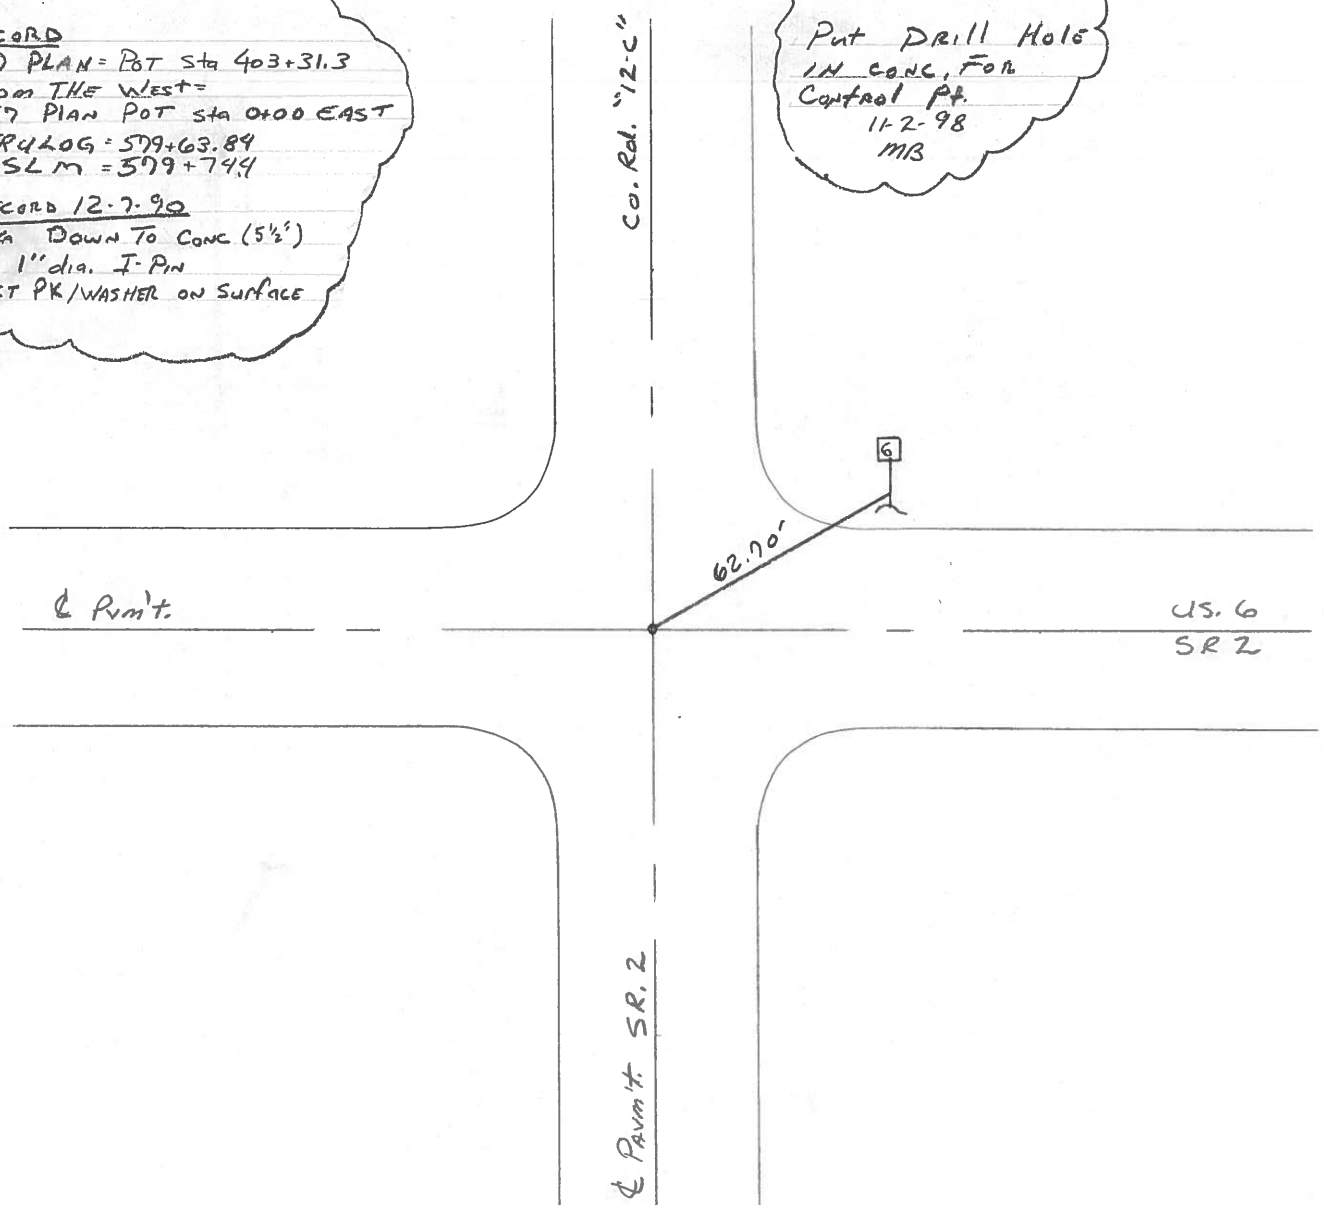 PLAN = POT Sta 403+31.3
THE WEST =
PLAN POT Sta 0+00 EAST
= 579+63.84
SLM = 579+744
12-7-90
DOWN TO CONC (5½")
1" dia. I-PIN
PK/WASHER ON SURFACE
Put DRill Hole
IN CONC, FOR
Control Pt.
11-2-98
MB
Co. Rd. "12-C"
6
62.70'
℄ Pvm't.
US. 6
SR 2
℄ PAVm't. SR. 2